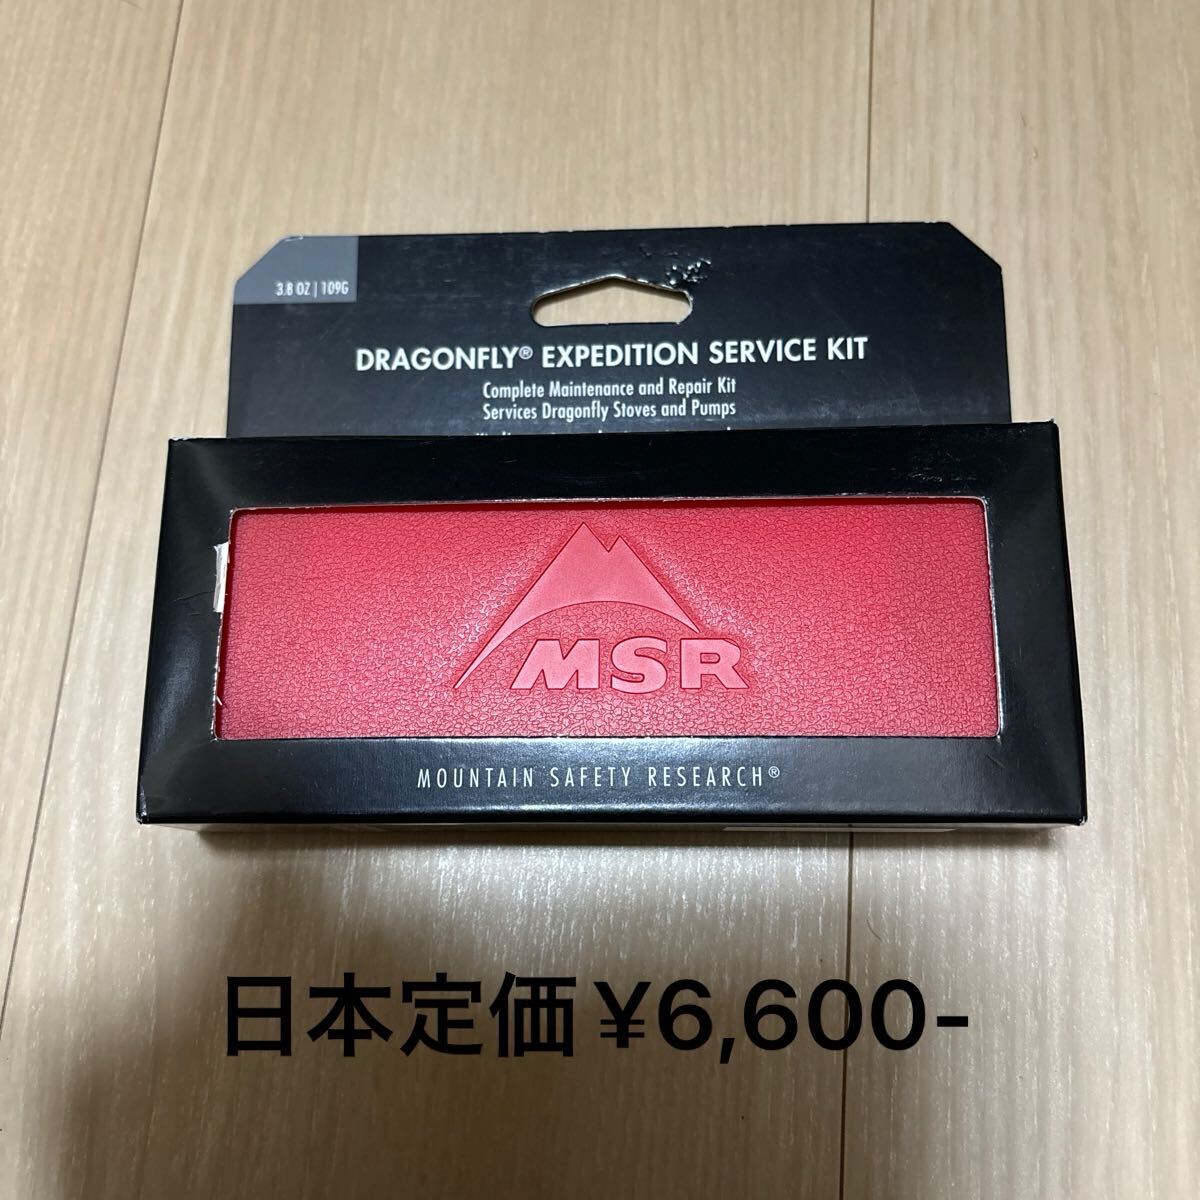 3.8 OZ | 109G
DRAGONFLY® EXPEDITION SERVICE KIT
Complete Maintenance and Repair Kit
Services Dragonfly Stoves and Pumps
MSR
MOUNTAIN SAFETY RESEARCH®
日本定価¥6,600-